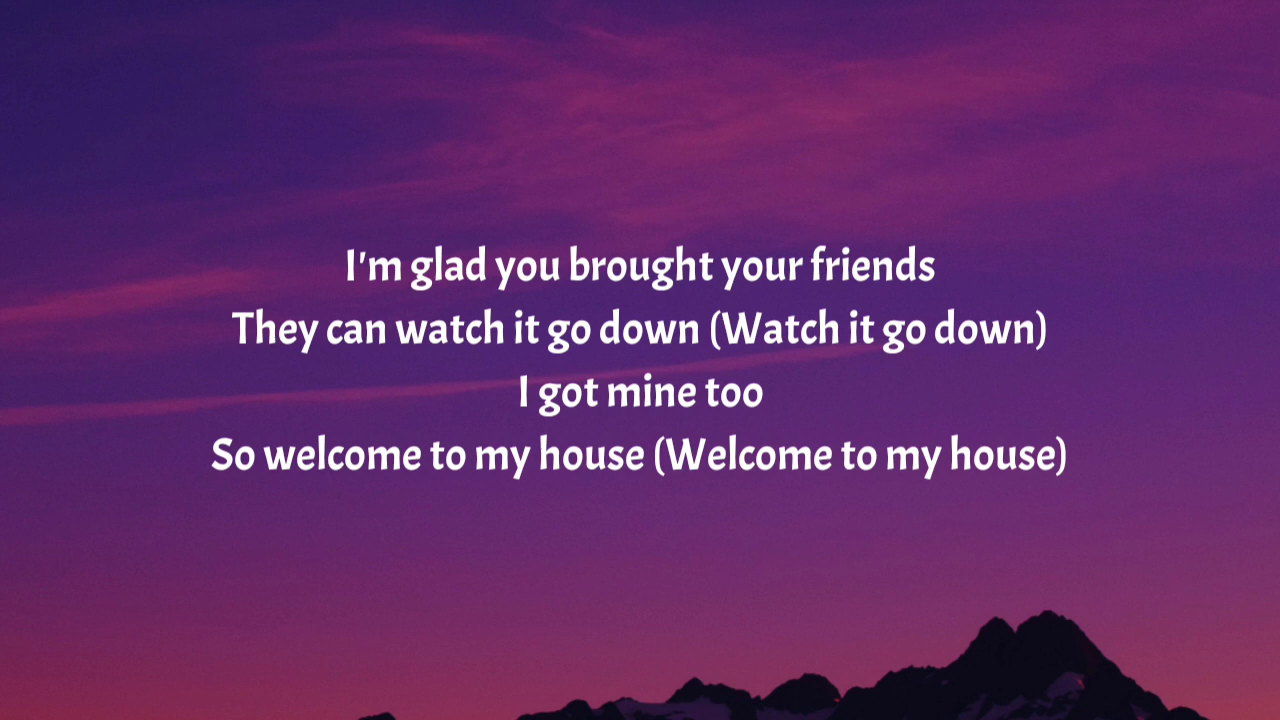 I'm glad you brought your friends
They can watch it go down (Watch it go down)
I got mine too
So welcome to my house (Welcome to my house)